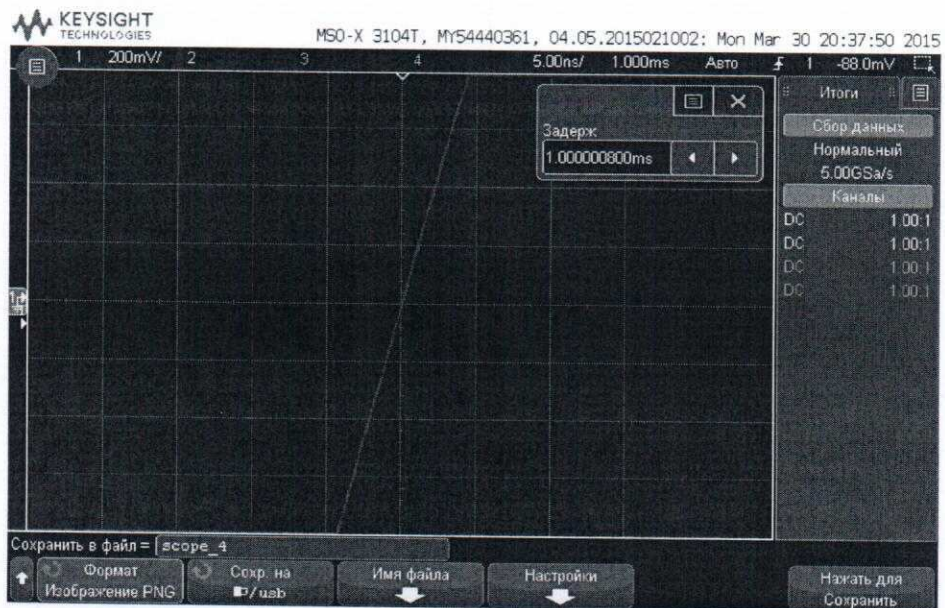 KEYSIGHT
TECHNOLOGIES
MSO-X 3104T, MY54440361, 04.05.2015021002: Mon Mar 30 20:37:50 2015
1 200mV/ 2 3 4 5.00ns/ 1.000ms Авто 1 -88.0mV
Итоги
Задерж
1.000000800ms
Сбор данных
Нормальный
5.00GSa/s
Каналы
DC 1.00:1
DC 1.00:1
DC 1.00:1
DC 1.00:1
Сохранить в файл = scope_4
Формат
Изображение PNG
Сохр. на
/usb
Имя файла
Настройки
Нажать для
Сохранить